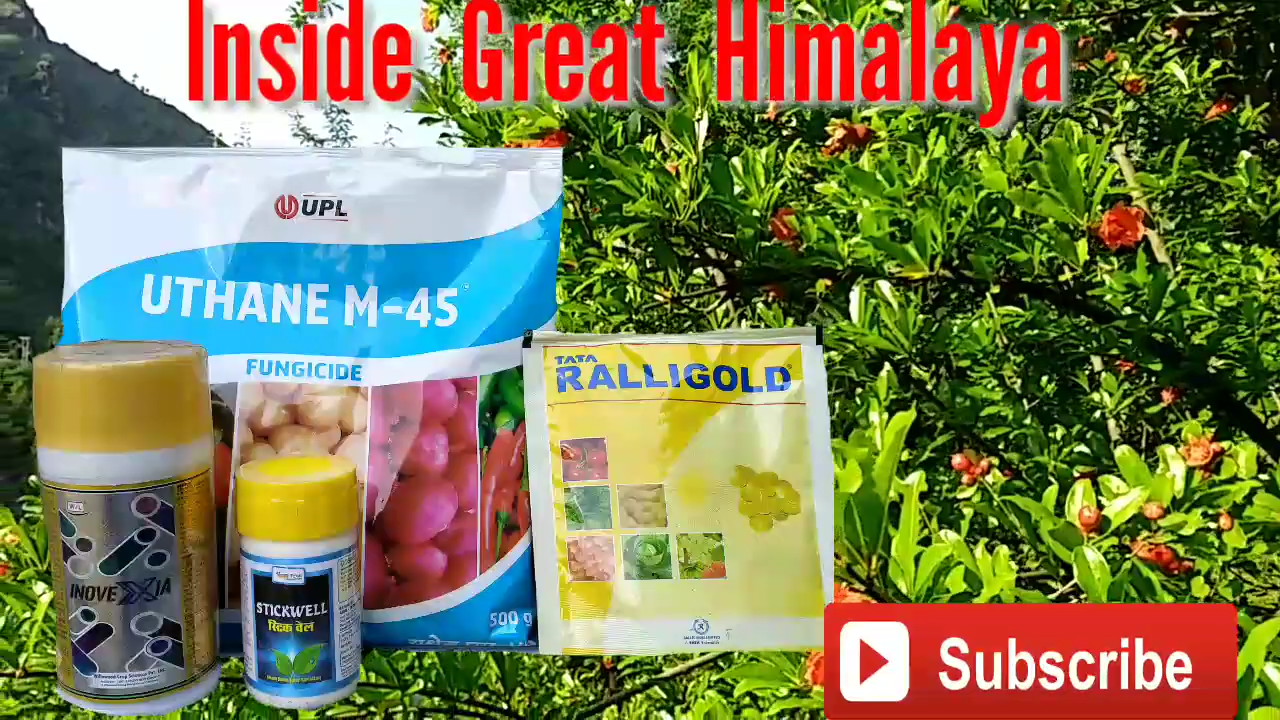 Inside Great Himalaya
UPL
UTHANE M-45
FUNGICIDE
TATA
RALLIGOLD
INOVEXIA
STICKWELL
स्टिक वेल
500 g
Subscribe